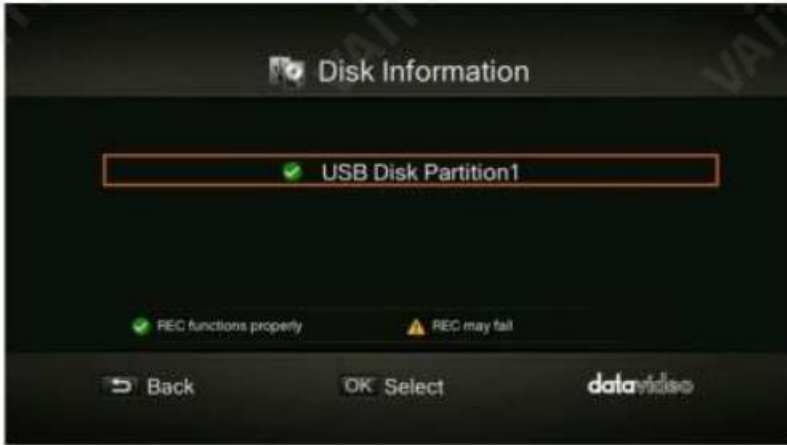 Disk Information
USB Disk Partition1
REC functions properly
REC may fail
Back
OK Select
datavideo